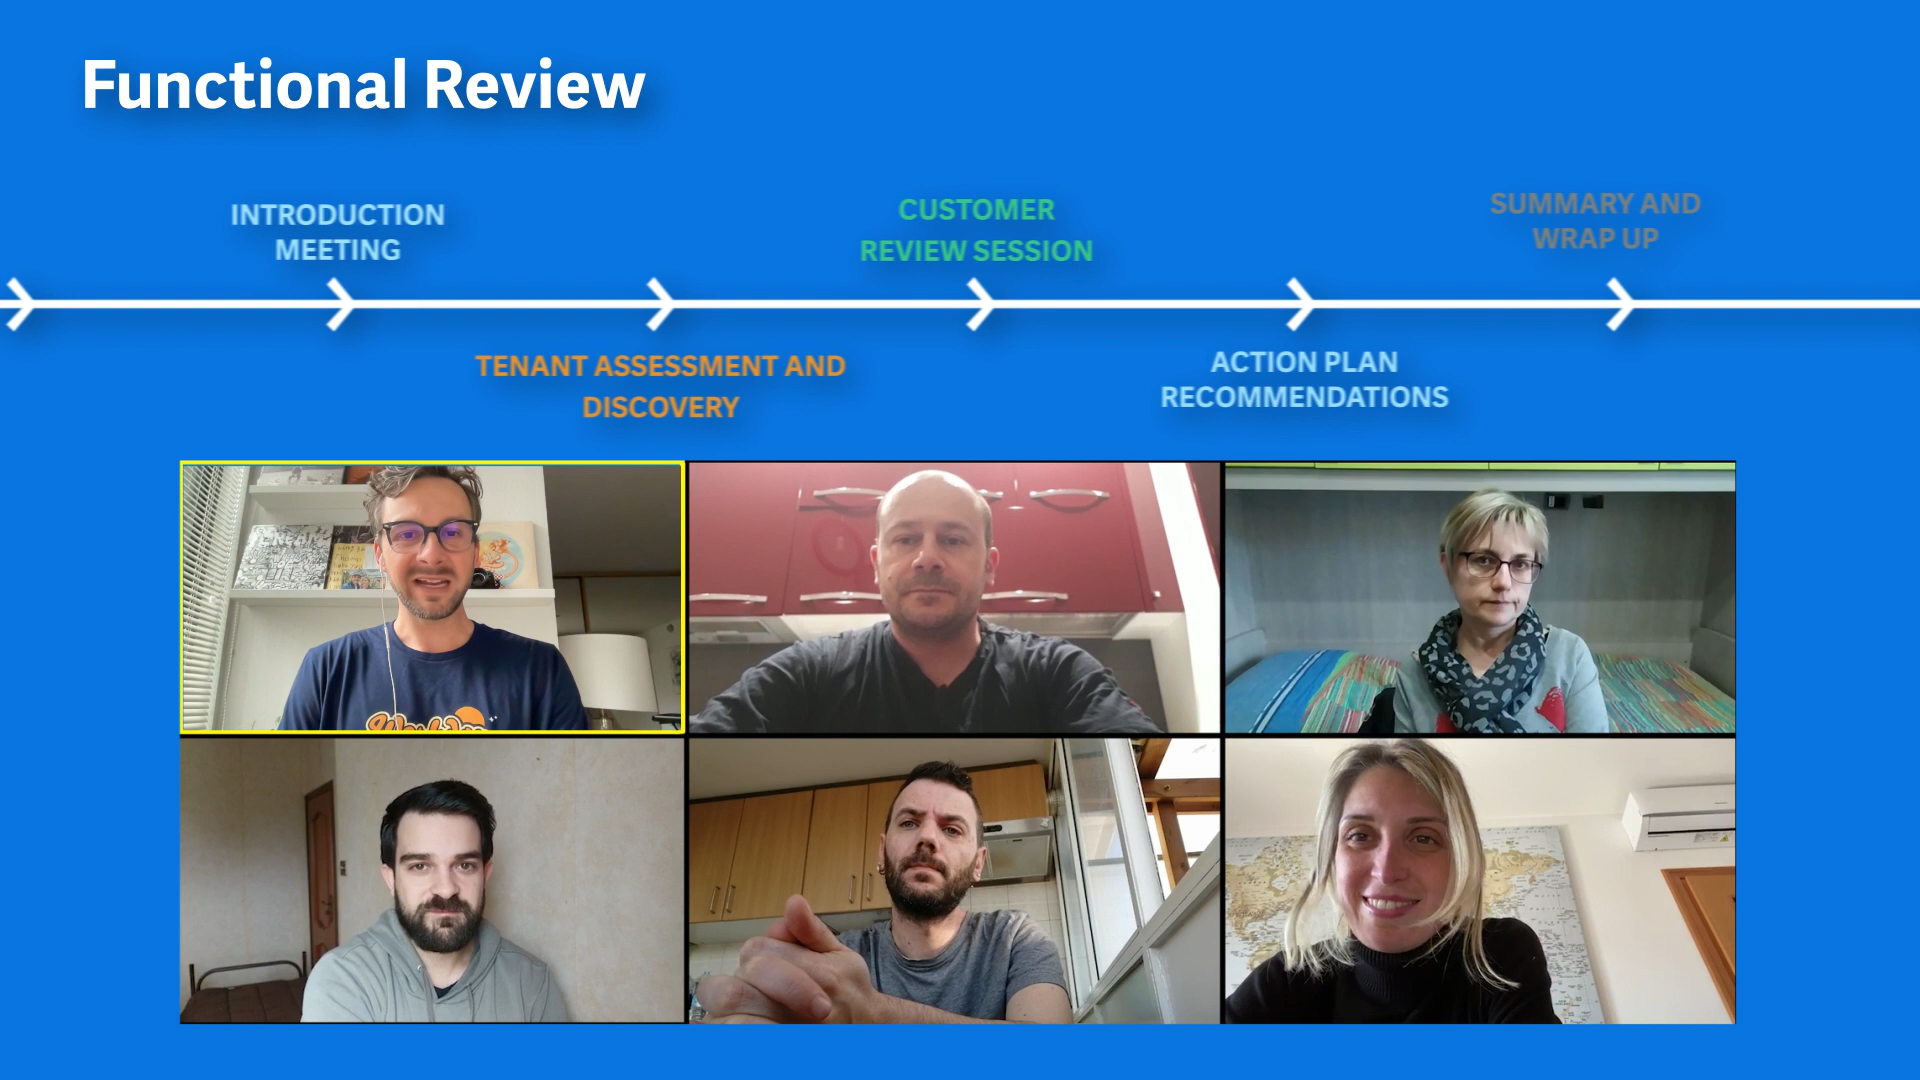 Functional Review
INTRODUCTION
MEETING
TENANT ASSESSMENT AND
DISCOVERY
CUSTOMER
REVIEW SESSION
ACTION PLAN
RECOMMENDATIONS
SUMMARY AND
WRAP UP